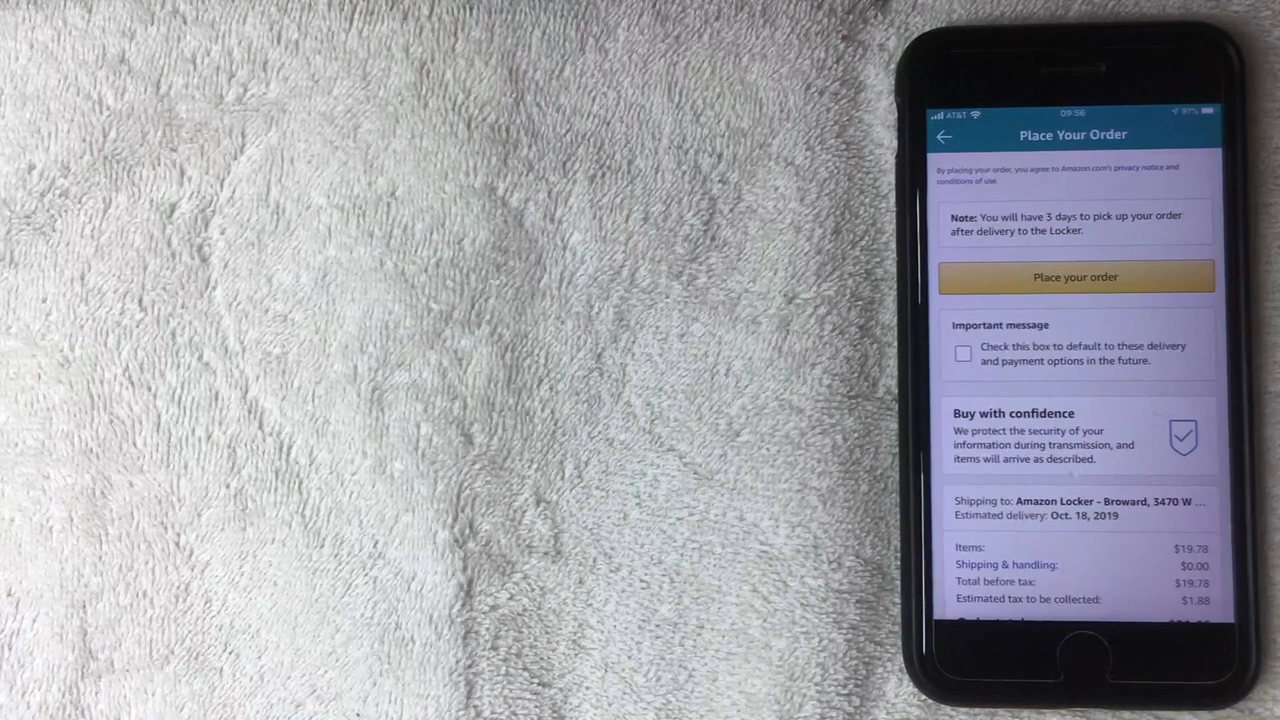 AT&T 09:56 97%
Place Your Order
By placing your order, you agree to Amazon.com's privacy notice and
conditions of use.
Note: You will have 3 days to pick up your order
after delivery to the Locker.
Place your order
Important message
Check this box to default to these delivery
and payment options in the future.
Buy with confidence
We protect the security of your
information during transmission, and
items will arrive as described.
Shipping to: Amazon Locker - Broward, 3470 W ...
Estimated delivery: Oct. 18, 2019
Items: $19.78
Shipping & handling: $0.00
Total before tax: $19.78
Estimated tax to be collected: $1.88